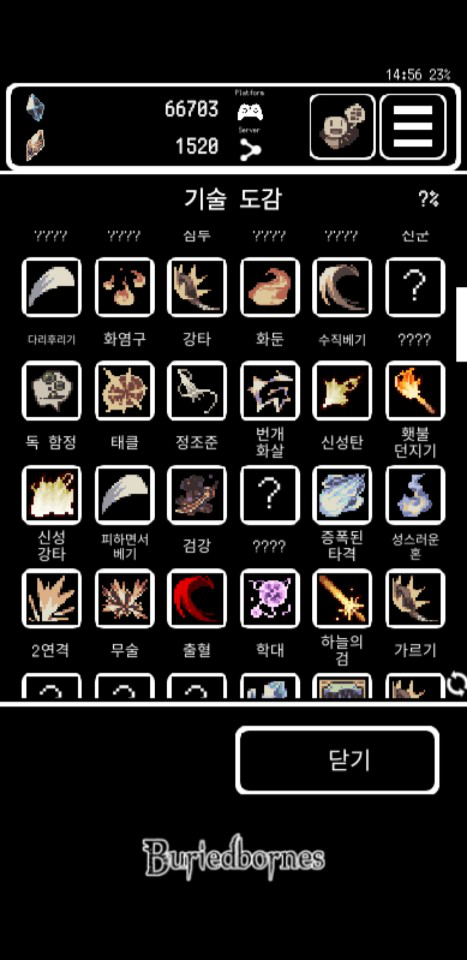 14:56 23%
Platform
66703
Server
1520
기술 도감 ?%
???? ???? 침투 ???? ???? 신군
다리후리기 화염구 강타 화둔 수직베기 ????
독 함정 태클 정조준 번개 화살 신성탄 횃불 던지기
신성 강타 피하면서 베기 검강 ???? 증폭된 타격 성스러운 혼
2연격 무술 출혈 학대 하늘의 검 가르기
닫기
Buriedbornes